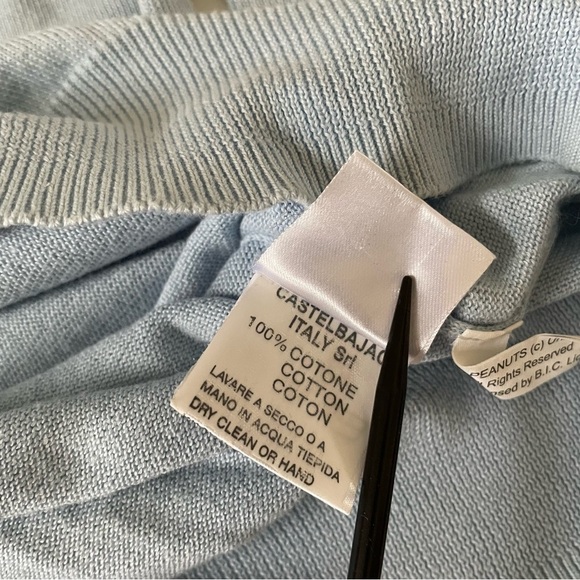 CASTELBAJAC
ITALY Srl
100% COTONE
COTTON
COTON
LAVARE A SECCO O A
MANO IN ACQUA TIEPIDA
DRY CLEAN OR HAND
PEANUTS (c)
Rights Reserved
by B.I.C.